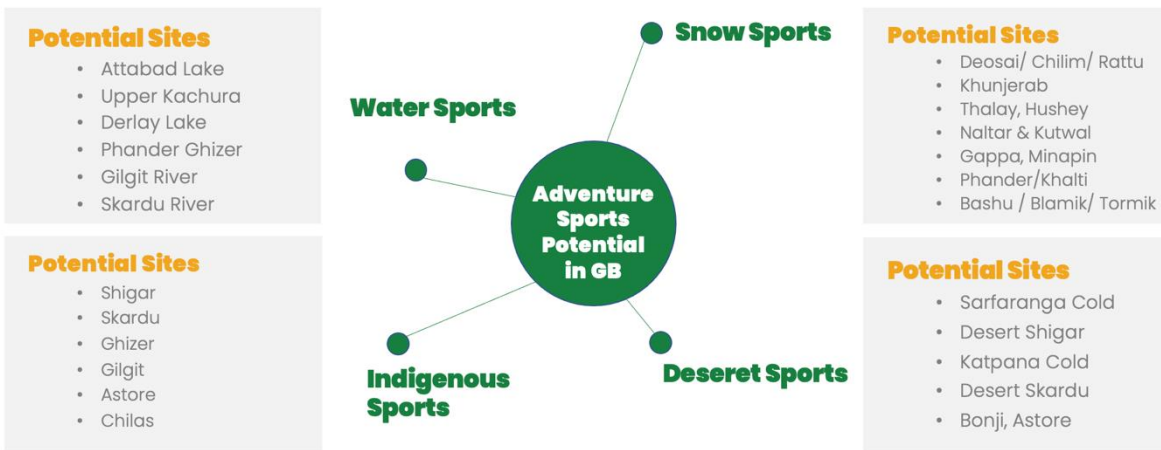 Potential Sites
• Attabad Lake
• Upper Kachura
• Derlay Lake
• Phander Ghizer
• Gilgit River
• Skardu River
Potential Sites
• Shigar
• Skardu
• Ghizer
• Gilgit
• Astore
• Chilas
Snow Sports
Water Sports
Adventure
Sports
Potential
in GB
Indigenous
Sports
Deseret Sports
Potential Sites
• Deosai/ Chilim/ Rattu
• Khunjerab
• Thalay, Hushey
• Naltar & Kutwal
• Gappa, Minapin
• Phander/Khalti
• Bashu / Blamik/ Tormik
Potential Sites
• Sarfaranga Cold
• Desert Shigar
• Katpana Cold
• Desert Skardu
• Bonji, Astore